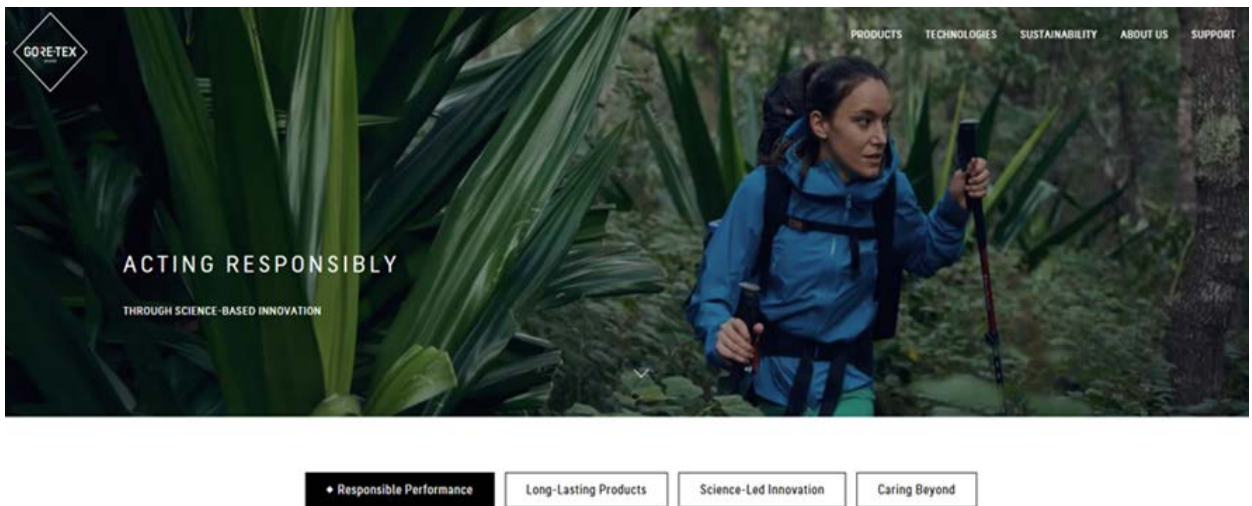 GORE-TEX
PRODUCTS TECHNOLOGIES SUSTAINABILITY ABOUT US SUPPORT
ACTING RESPONSIBLY
THROUGH SCIENCE-BASED INNOVATION
Responsible Performance Long-Lasting Products Science-Led Innovation Caring Beyond